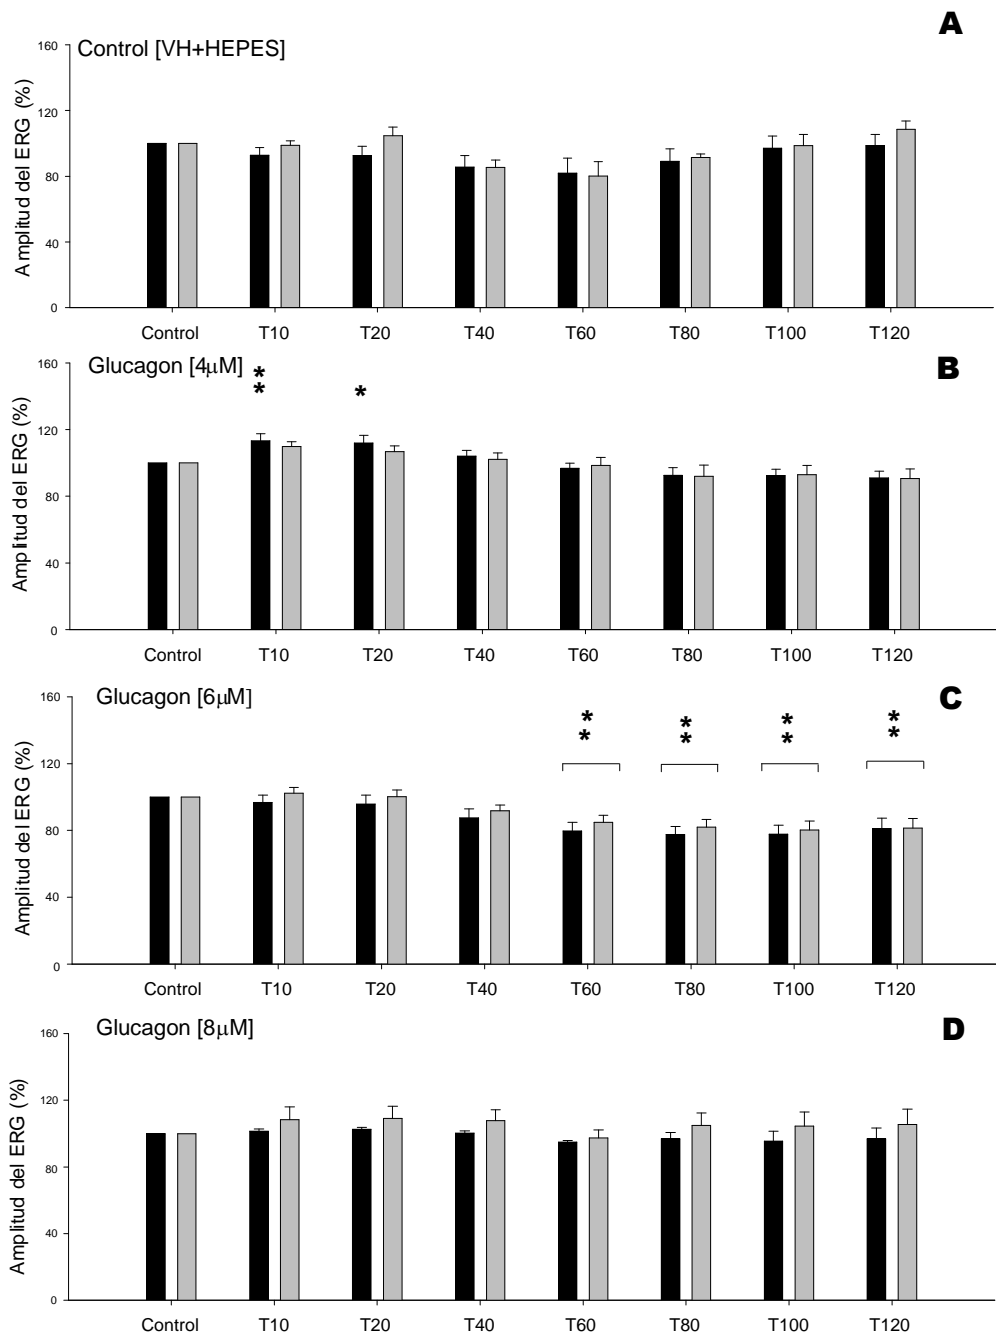 A
Control [VH+HEPES]
Amplitud del ERG (%)
160
120
80
40
0
Control T10 T20 T40 T60 T80 T100 T120
B
Glucagon [4µM]
Amplitud del ERG (%)
160
120
80
40
0
*
*
*
Control T10 T20 T40 T60 T80 T100 T120
C
Glucagon [6µM]
Amplitud del ERG (%)
160
120
80
40
0
* * * *
* * * *
Control T10 T20 T40 T60 T80 T100 T120
D
Glucagon [8µM]
Amplitud del ERG (%)
160
120
80
40
0
Control T10 T20 T40 T60 T80 T100 T120